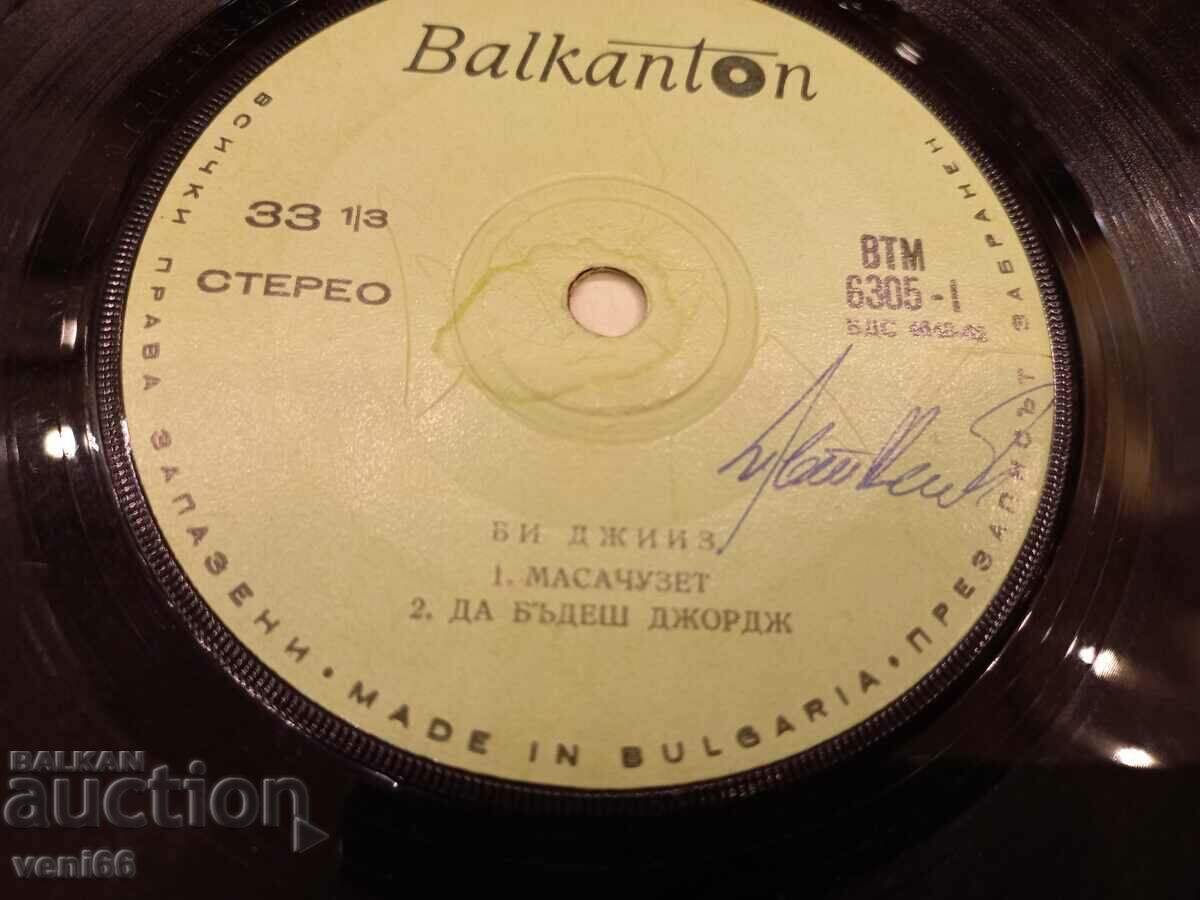 Balkanton
ВСИЧКИ ПРАВА ЗАПАЗЕНИ • MADE IN BULGARIA • ПРЕЗАПИСЪТ ЗАБРАНЕН
33 1/3
СТЕРЕО
ВТМ
6305 - I
БДС
БИ ДЖИИЗ
1. МАСАЧУЗЕТ
2. ДА БЪДЕШ ДЖОРДЖ
BALKAN
auction
veni66